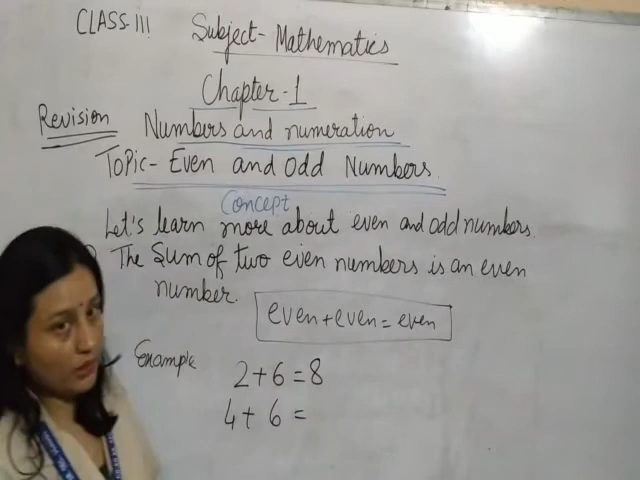 CLASS-III
Subject- Mathematics
Chapter-1
Revision Numbers and numeration
Topic- Even and Odd Numbers.
Concept
Let's learn more about even and odd numbers.
The Sum of two even numbers is an even
number.
even+even=even
Example
2+6=8
4+6=